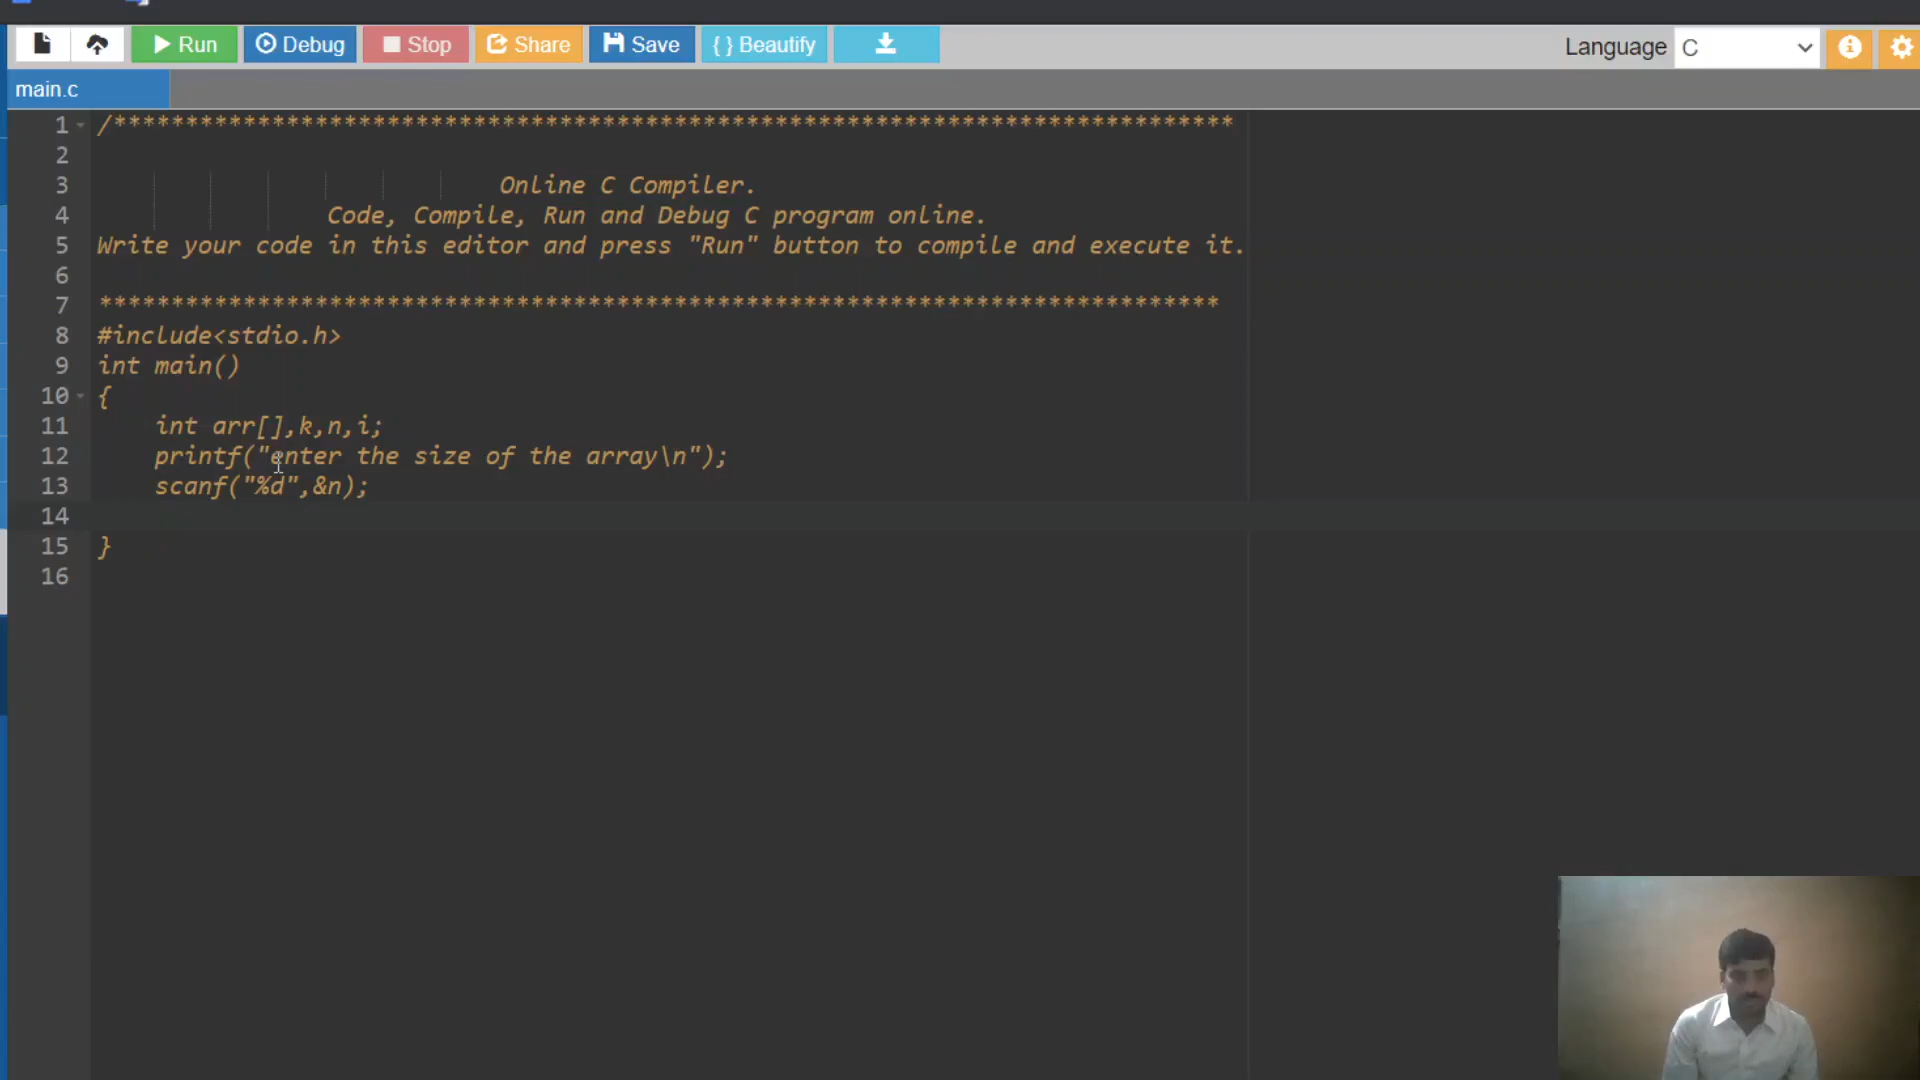 Run Debug Stop Share Save { } Beautify Language C
main.c
1 /******************************************************************************
2
3 Online C Compiler.
4 Code, Compile, Run and Debug C program online.
5 Write your code in this editor and press "Run" button to compile and execute it.
6
7 ******************************************************************************
8 #include<stdio.h>
9 int main()
10 {
11 int arr[],k,n,i;
12 printf("enter the size of the array\n");
13 scanf("%d",&n);
14
15 }
16